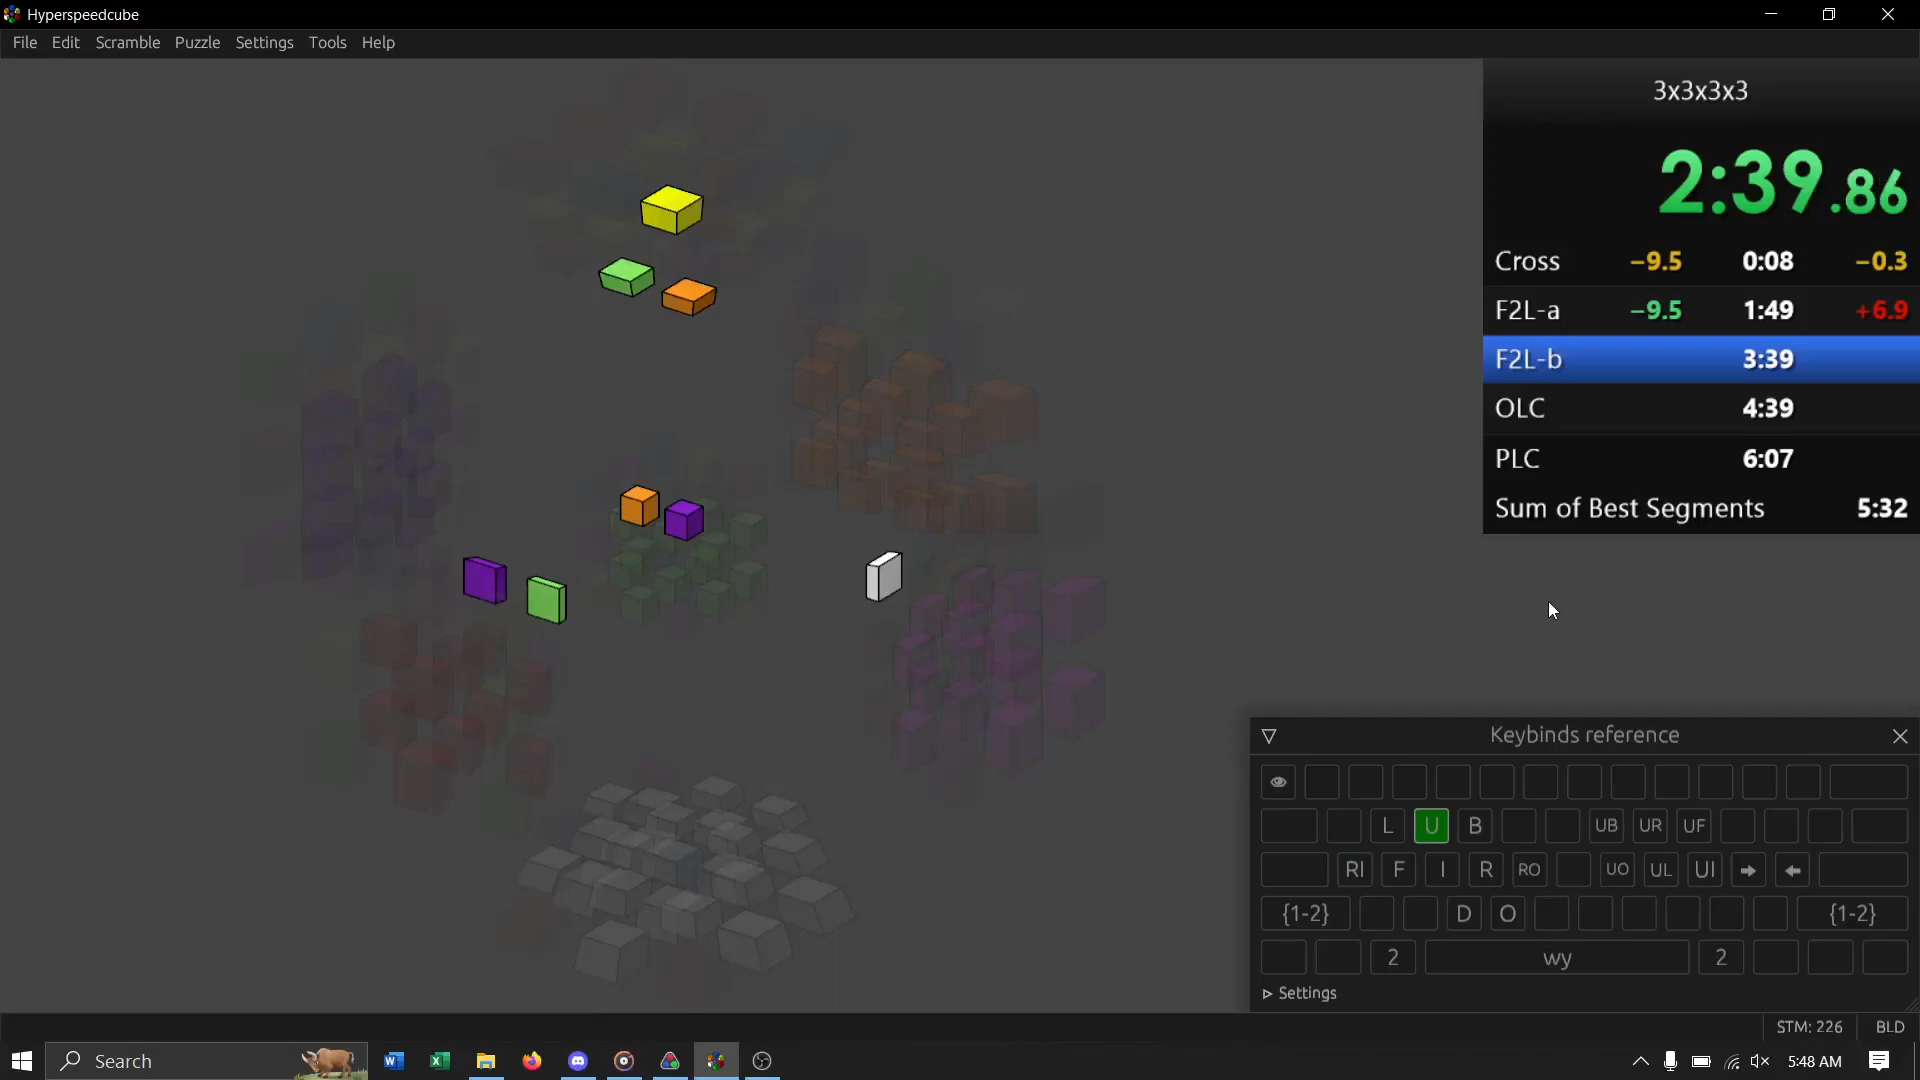 Hyperspeedcube
File Edit Scramble Puzzle Settings Tools Help
3x3x3x3
2:39.86
Cross −9.5 0:08 −0.3
F2L-a −9.5 1:49 +6.9
F2L-b 3:39
OLC 4:39
PLC 6:07
Sum of Best Segments 5:32
Keybinds reference
L U B UB UR UF
RI F I R RO UO UL UI
{1-2} D O {1-2}
2 wy 2
Settings
STM: 226 BLD
Search 5:48 AM